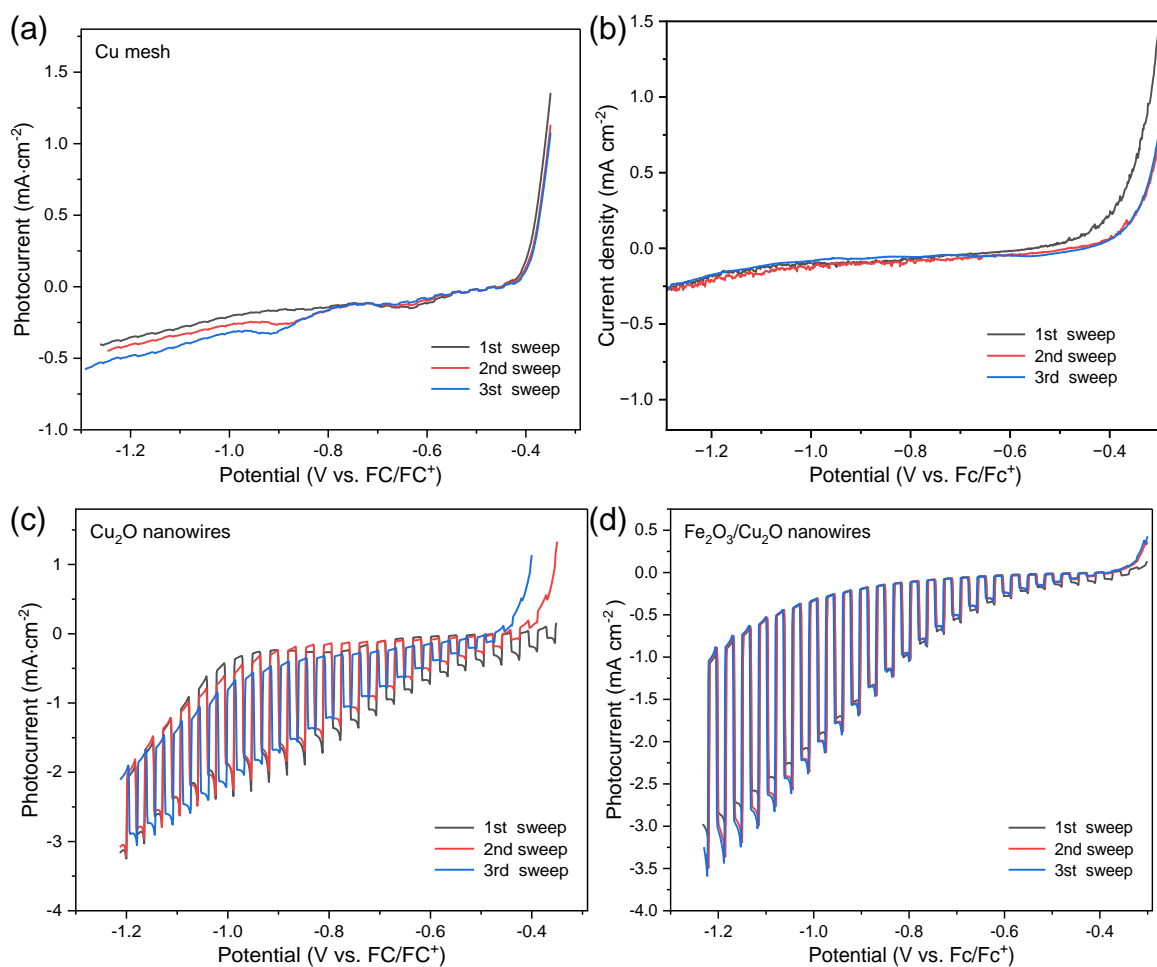 (a)
Cu mesh
Photocurrent (mA·cm⁻²)
1.5
1.0
0.5
0.0
-0.5
-1.0
1st sweep
2nd sweep
3st sweep
-1.2
-1.0
-0.8
-0.6
-0.4
Potential (V vs. FC/FC⁺)
(b)
Current density (mA cm⁻²)
1.5
1.0
0.5
0.0
−0.5
−1.0
1st sweep
2nd sweep
3rd sweep
−1.2
−1.0
−0.8
−0.6
−0.4
Potential (V vs. Fc/Fc⁺)
(c)
Cu₂O nanowires
Photocurrent (mA·cm⁻²)
1
0
-1
-2
-3
-4
1st sweep
2nd sweep
3rd sweep
-1.2
-1.0
-0.8
-0.6
-0.4
Potential (V vs. FC/FC⁺)
(d)
Fe₂O₃/Cu₂O nanowires
Photocurrent (mA cm⁻²)
0.5
0.0
-0.5
-1.0
-1.5
-2.0
-2.5
-3.0
-3.5
-4.0
1st sweep
2nd sweep
3st sweep
-1.2
-1.0
-0.8
-0.6
-0.4
Potential (V vs. Fc/Fc⁺)